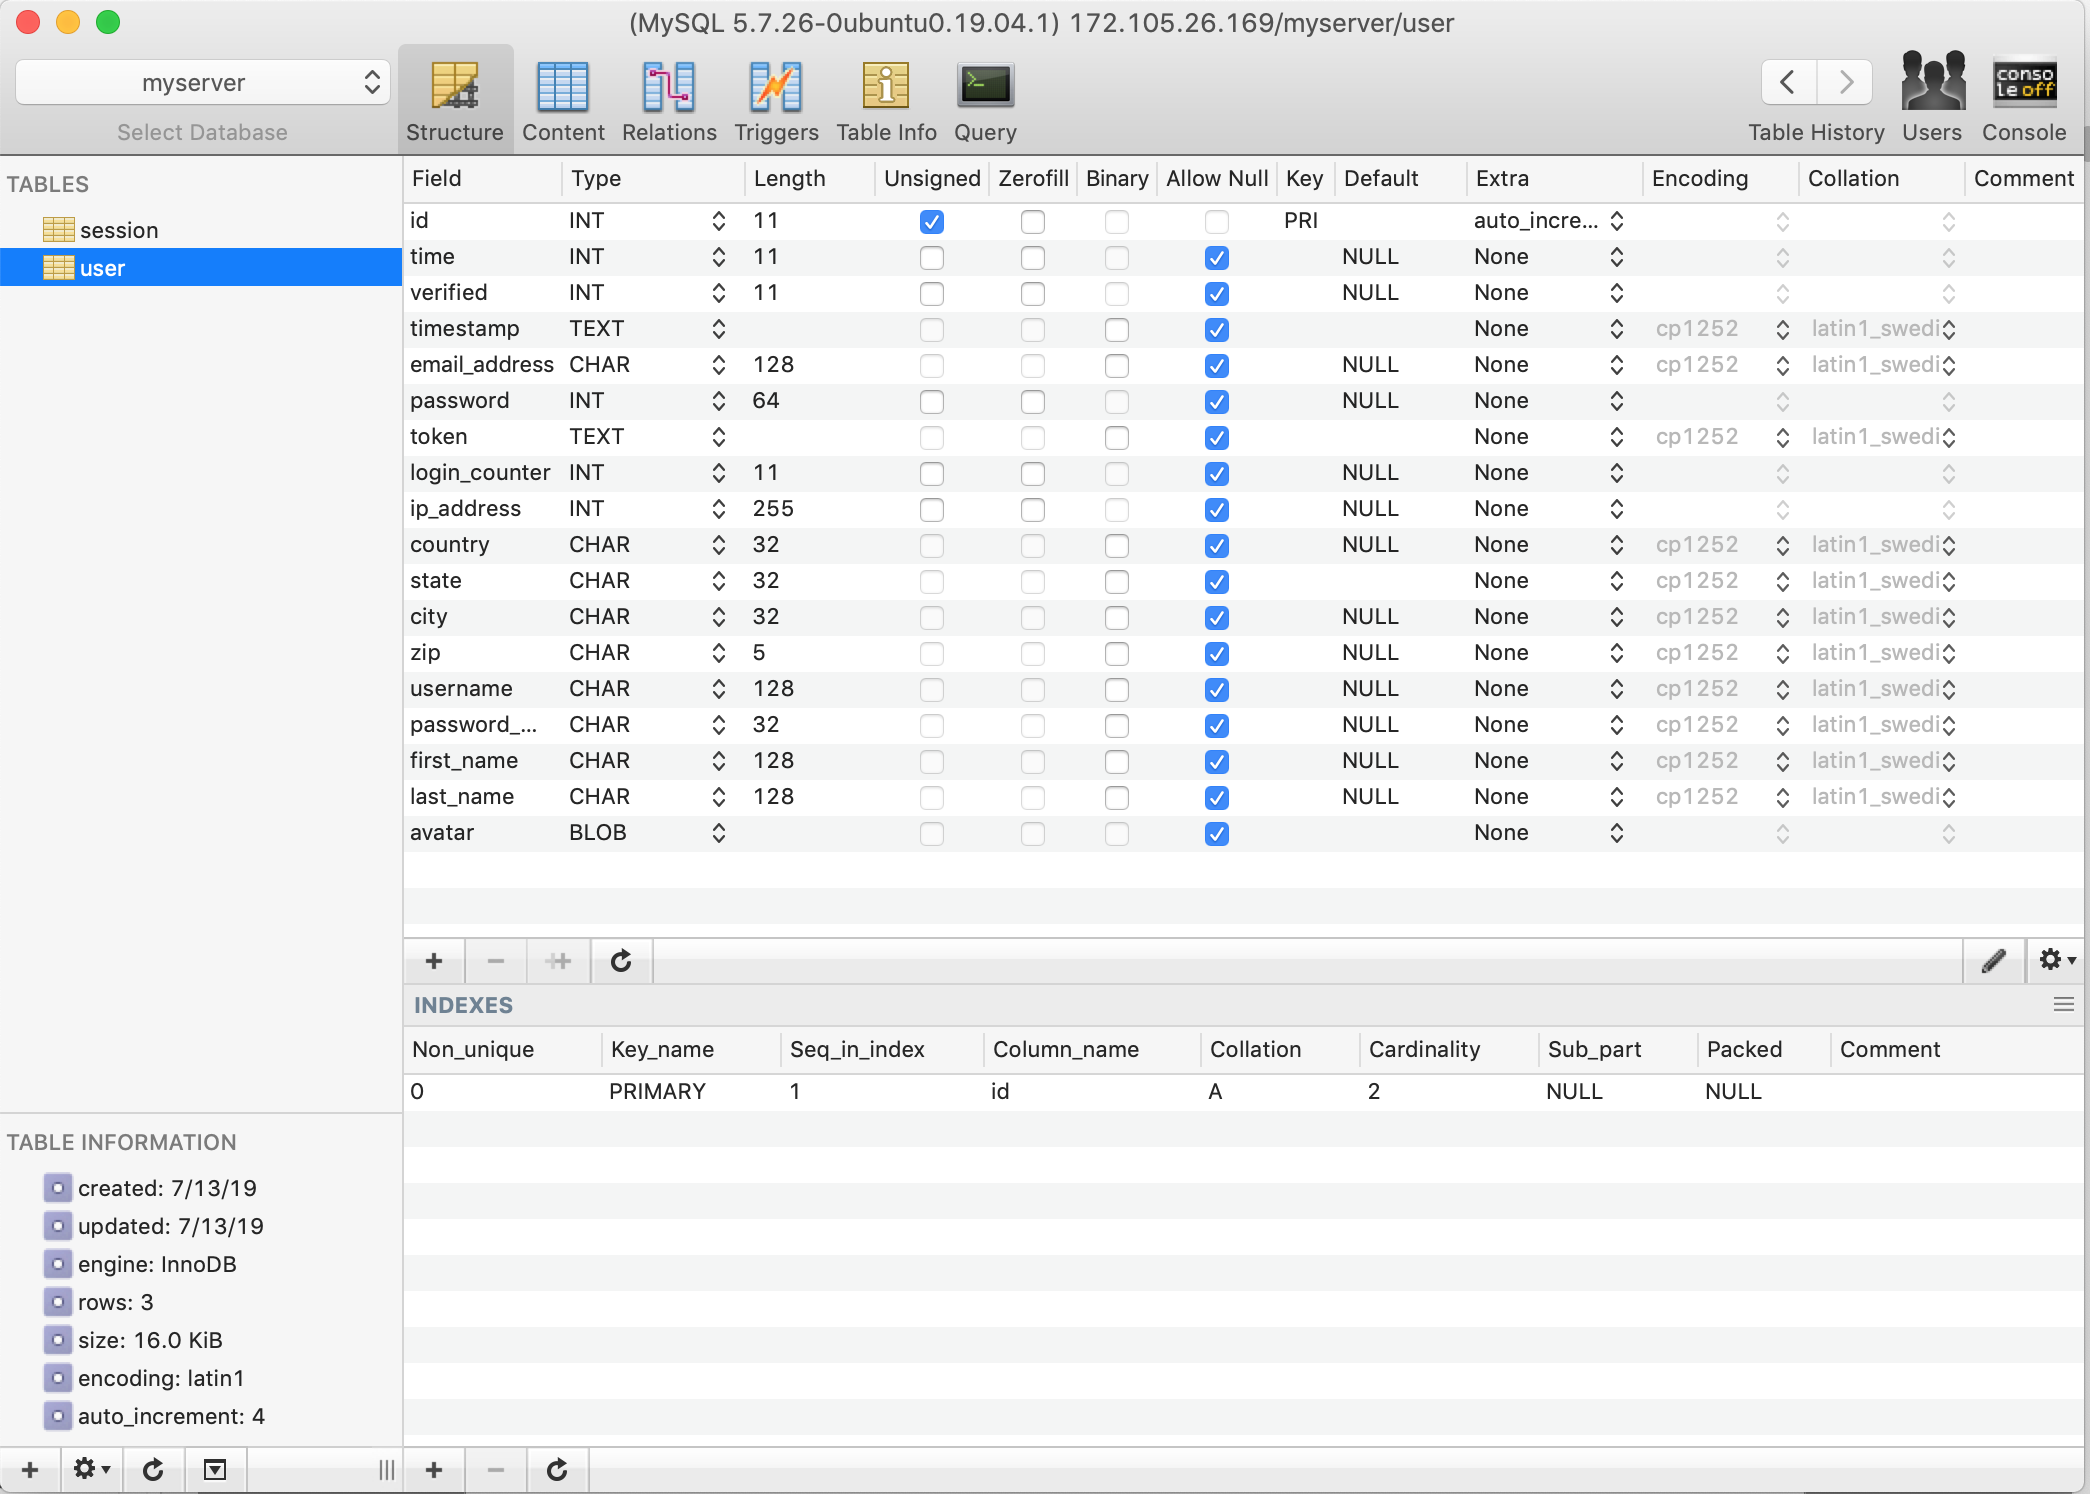 (MySQL 5.7.26-0ubuntu0.19.04.1) 172.105.26.169/myserver/user
myserver
Select Database
Structure Content Relations Triggers Table Info Query
conso
leoff
Table History Users Console
TABLES
session
user
Field Type Length Unsigned Zerofill Binary Allow Null Key Default Extra Encoding Collation Comment
id INT 11 PRI auto_incre...
time INT 11 NULL None
verified INT 11 NULL None
timestamp TEXT None cp1252 latin1_swedi
email_address CHAR 128 NULL None cp1252 latin1_swedi
password INT 64 NULL None
token TEXT None cp1252 latin1_swedi
login_counter INT 11 NULL None
ip_address INT 255 NULL None
country CHAR 32 NULL None cp1252 latin1_swedi
state CHAR 32 None cp1252 latin1_swedi
city CHAR 32 NULL None cp1252 latin1_swedi
zip CHAR 5 NULL None cp1252 latin1_swedi
username CHAR 128 NULL None cp1252 latin1_swedi
password_... CHAR 32 NULL None cp1252 latin1_swedi
first_name CHAR 128 NULL None cp1252 latin1_swedi
last_name CHAR 128 NULL None cp1252 latin1_swedi
avatar BLOB None
INDEXES
Non_unique Key_name Seq_in_index Column_name Collation Cardinality Sub_part Packed Comment
0 PRIMARY 1 id A 2 NULL NULL
TABLE INFORMATION
created: 7/13/19
updated: 7/13/19
engine: InnoDB
rows: 3
size: 16.0 KiB
encoding: latin1
auto_increment: 4